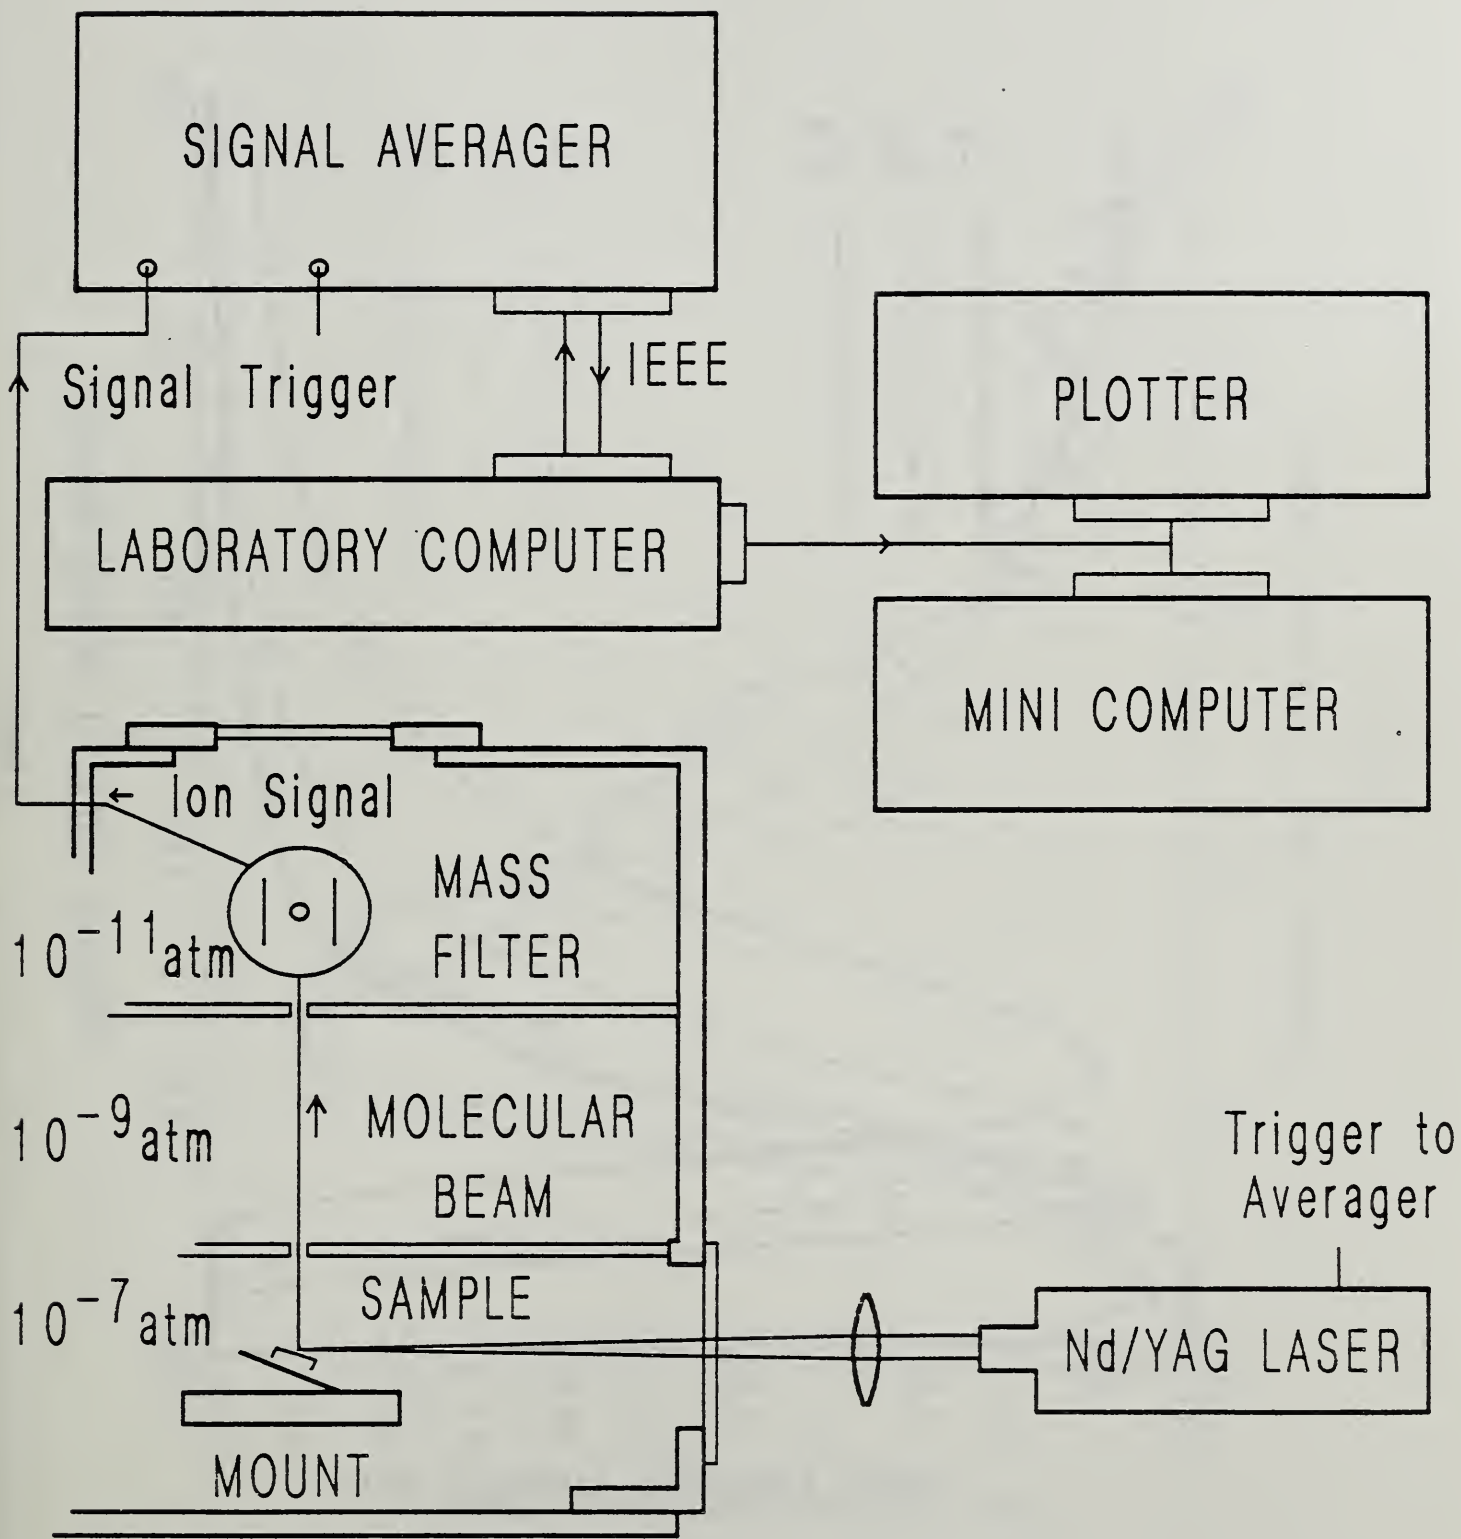 SIGNAL AVERAGER
Signal Trigger
IEEE
PLOTTER
LABORATORY COMPUTER
MINI COMPUTER
Ion Signal
MASS
FILTER
10⁻¹¹atm
10⁻⁹atm
MOLECULAR
BEAM
Trigger to
Averager
SAMPLE
10⁻⁷atm
Nd/YAG LASER
MOUNT